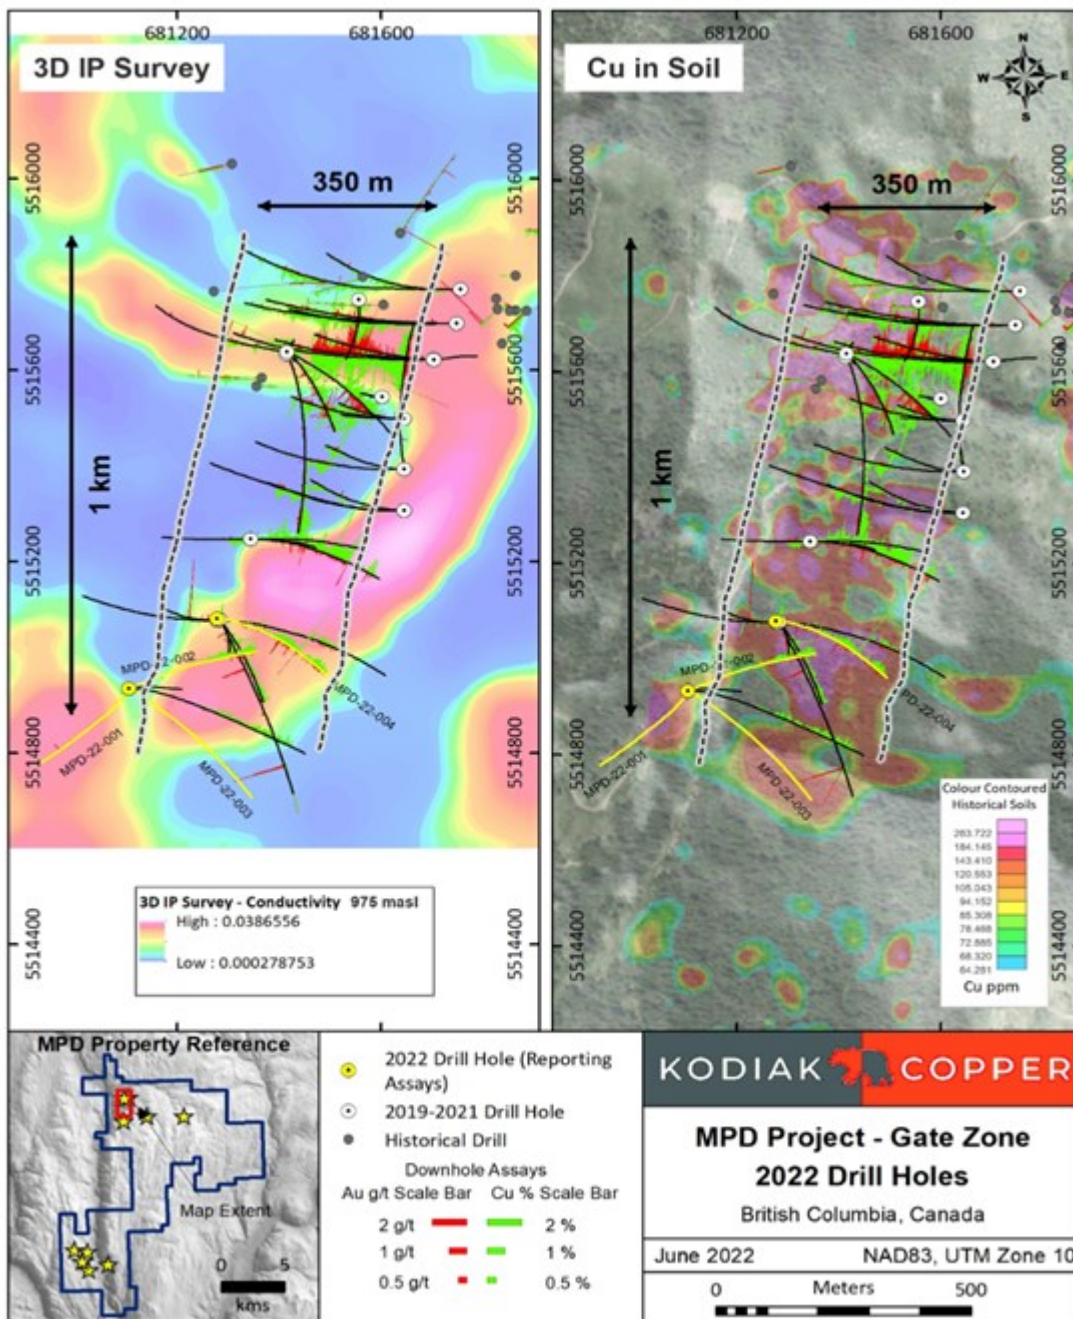 681200
681600
681200
681600
3D IP Survey
Cu in Soil
N
W
E
S
5516000
5516000
5516000
350 m
350 m
5515600
5515600
5515600
1 km
1 km
5515200
5515200
5515200
MPD-22-002
MPD-22-004
MPD-22-001
MPD-22-003
MPD-22-002
PD-22-004
MPD-22-001
MPD-22-003
5514800
5514800
5514800
5514400
5514400
5514400
3D IP Survey - Conductivity 975 masl
High : 0.0386556
Low : 0.000278753
Colour Contoured
Historical Soils
263.722
184.145
143.410
120.553
105.043
94.152
85.308
78.488
72.885
68.320
64.281
Cu ppm
MPD Property Reference
Map Extent
0 5
kms
2022 Drill Hole (Reporting
Assays)
2019-2021 Drill Hole
Historical Drill
Downhole Assays
Au g/t Scale Bar Cu % Scale Bar
2 g/t 2 %
1 g/t 1 %
0.5 g/t 0.5 %
KODIAK COPPER
MPD Project - Gate Zone
2022 Drill Holes
British Columbia, Canada
June 2022 NAD83, UTM Zone 10
Meters
0 500